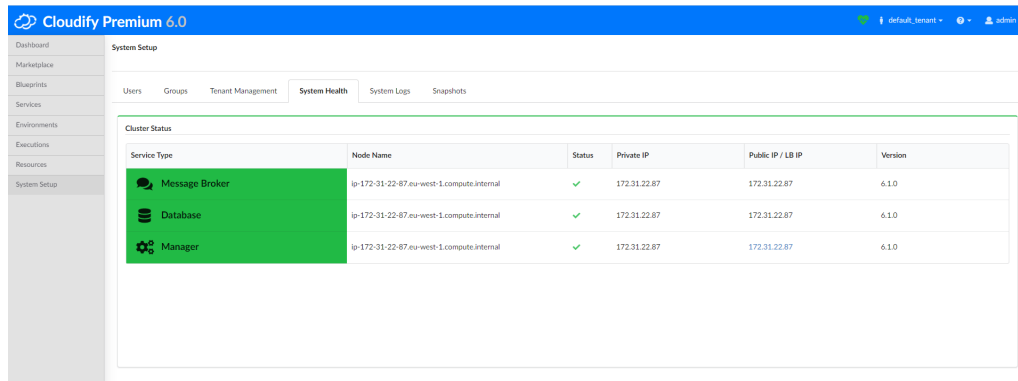 Cloudify Premium 6.0
default_tenant
admin
Dashboard
Marketplace
Blueprints
Services
Environments
Executions
Resources
System Setup
System Setup
Users Groups Tenant Management System Health System Logs Snapshots
Cluster Status
Service Type Node Name Status Private IP Public IP / LB IP Version
Message Broker ip-172-31-22-87.eu-west-1.compute.internal 172.31.22.87 172.31.22.87 6.1.0
Database ip-172-31-22-87.eu-west-1.compute.internal 172.31.22.87 172.31.22.87 6.1.0
Manager ip-172-31-22-87.eu-west-1.compute.internal 172.31.22.87 172.31.22.87 6.1.0